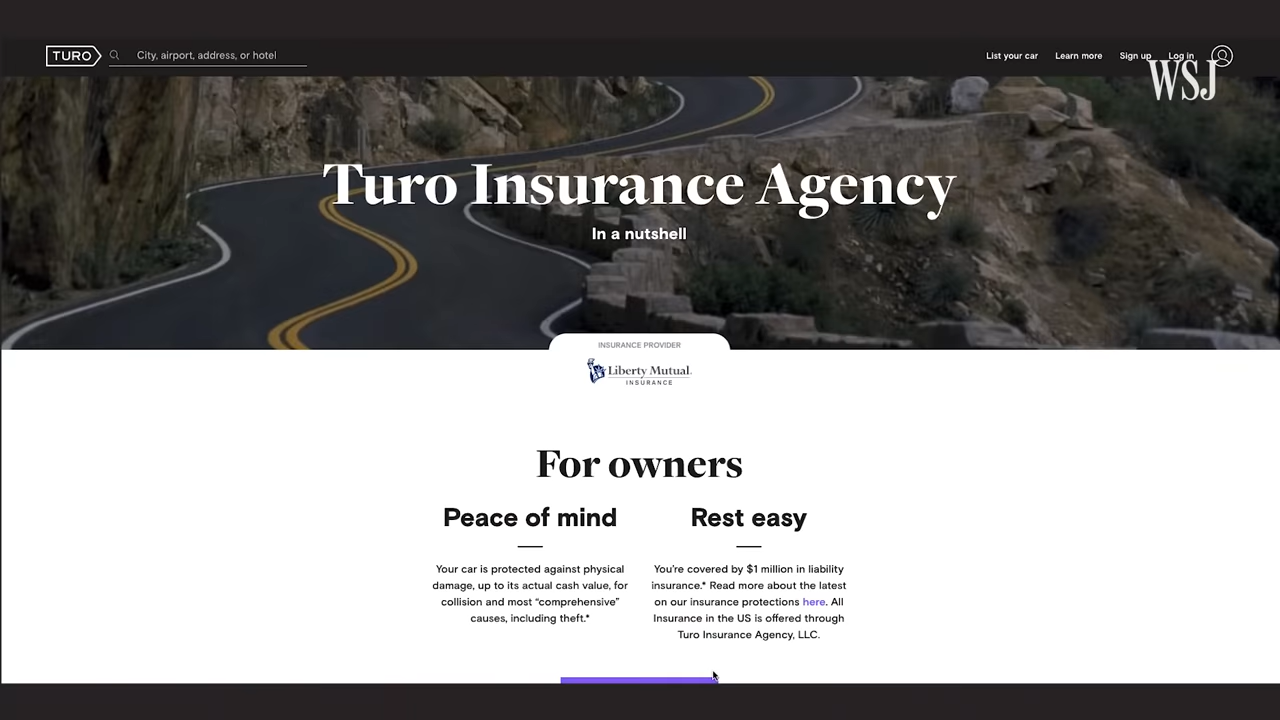 TURO
City, airport, address, or hotel
List your car
Learn more
Sign up
Log in
WSJ
Turo Insurance Agency
In a nutshell
INSURANCE PROVIDER
Liberty Mutual.
INSURANCE
For owners
Peace of mind
Your car is protected against physical
damage, up to its actual cash value, for
collision and most “comprehensive”
causes, including theft.*
Rest easy
You’re covered by $1 million in liability
insurance.* Read more about the latest
on our insurance protections here. All
Insurance in the US is offered through
Turo Insurance Agency, LLC.